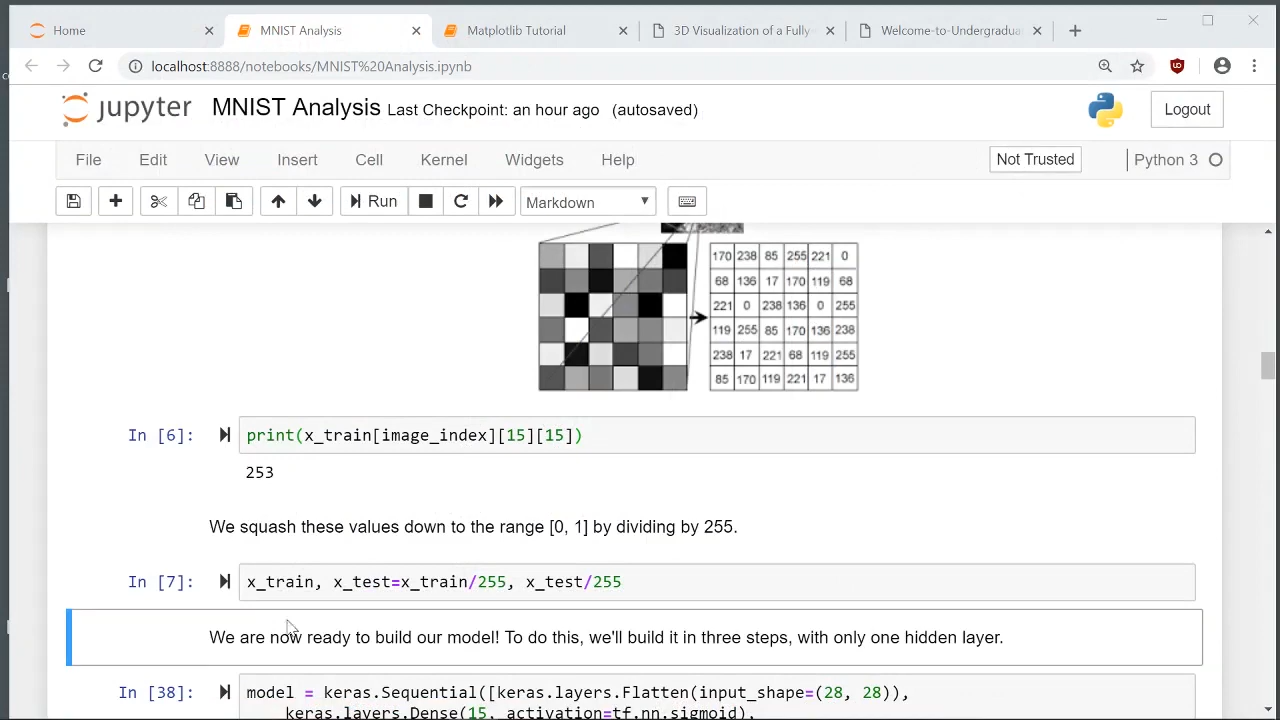 Home
MNIST Analysis
Matplotlib Tutorial
3D Visualization of a Fully
Welcome-to-Undergradua
localhost:8888/notebooks/MNIST%20Analysis.ipynb
jupyter MNIST Analysis Last Checkpoint: an hour ago (autosaved)
Logout
File Edit View Insert Cell Kernel Widgets Help
Not Trusted
Python 3
Run
Markdown
170 238 85 255 221 0
68 136 17 170 119 68
221 0 238 136 0 255
119 255 85 170 136 238
238 17 221 68 119 255
85 170 119 221 17 136
In [6]: print(x_train[image_index][15][15])
253
We squash these values down to the range [0, 1] by dividing by 255.
In [7]: x_train, x_test=x_train/255, x_test/255
We are now ready to build our model! To do this, we'll build it in three steps, with only one hidden layer.
In [38]: model = keras.Sequential([keras.layers.Flatten(input_shape=(28, 28)),
keras.layers.Dense(15, activation=tf.nn.sigmoid),